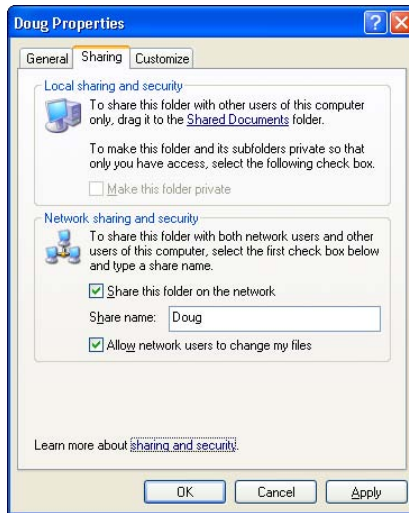 Doug Properties
General Sharing Customize
Local sharing and security
To share this folder with other users of this computer
only, drag it to the Shared Documents folder.
To make this folder and its subfolders private so that
only you have access, select the following check box.
Make this folder private
Network sharing and security
To share this folder with both network users and other
users of this computer, select the first check box below
and type a share name.
Share this folder on the network
Share name: Doug
Allow network users to change my files
Learn more about sharing and security.
OK Cancel Apply